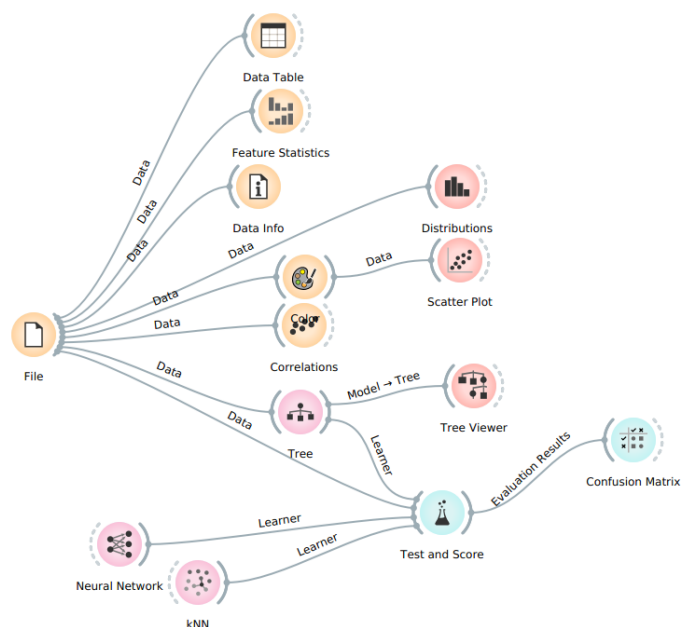 Data Table
Data
Feature Statistics
Data
Data Info
Data
Distributions
Data
Color
Data
Data
Scatter Plot
Correlations
Data
File
Data
Tree
Model → Tree
Tree Viewer
Data
Learner
Evaluation Results
Confusion Matrix
Test and Score
Learner
Neural Network
Learner
kNN